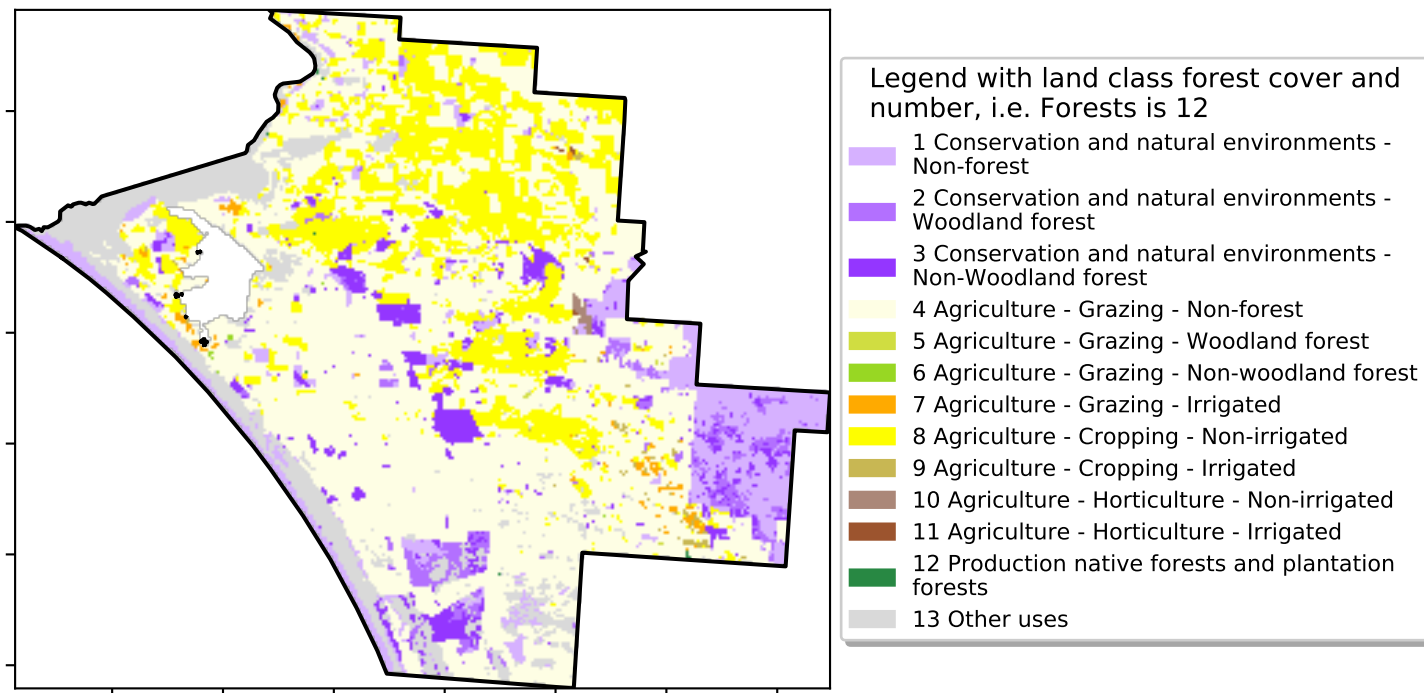 Legend with land class forest cover and
number, i.e. Forests is 12
1 Conservation and natural environments -
Non-forest
2 Conservation and natural environments -
Woodland forest
3 Conservation and natural environments -
Non-Woodland forest
4 Agriculture - Grazing - Non-forest
5 Agriculture - Grazing - Woodland forest
6 Agriculture - Grazing - Non-woodland forest
7 Agriculture - Grazing - Irrigated
8 Agriculture - Cropping - Non-irrigated
9 Agriculture - Cropping - Irrigated
10 Agriculture - Horticulture - Non-irrigated
11 Agriculture - Horticulture - Irrigated
12 Production native forests and plantation
forests
13 Other uses